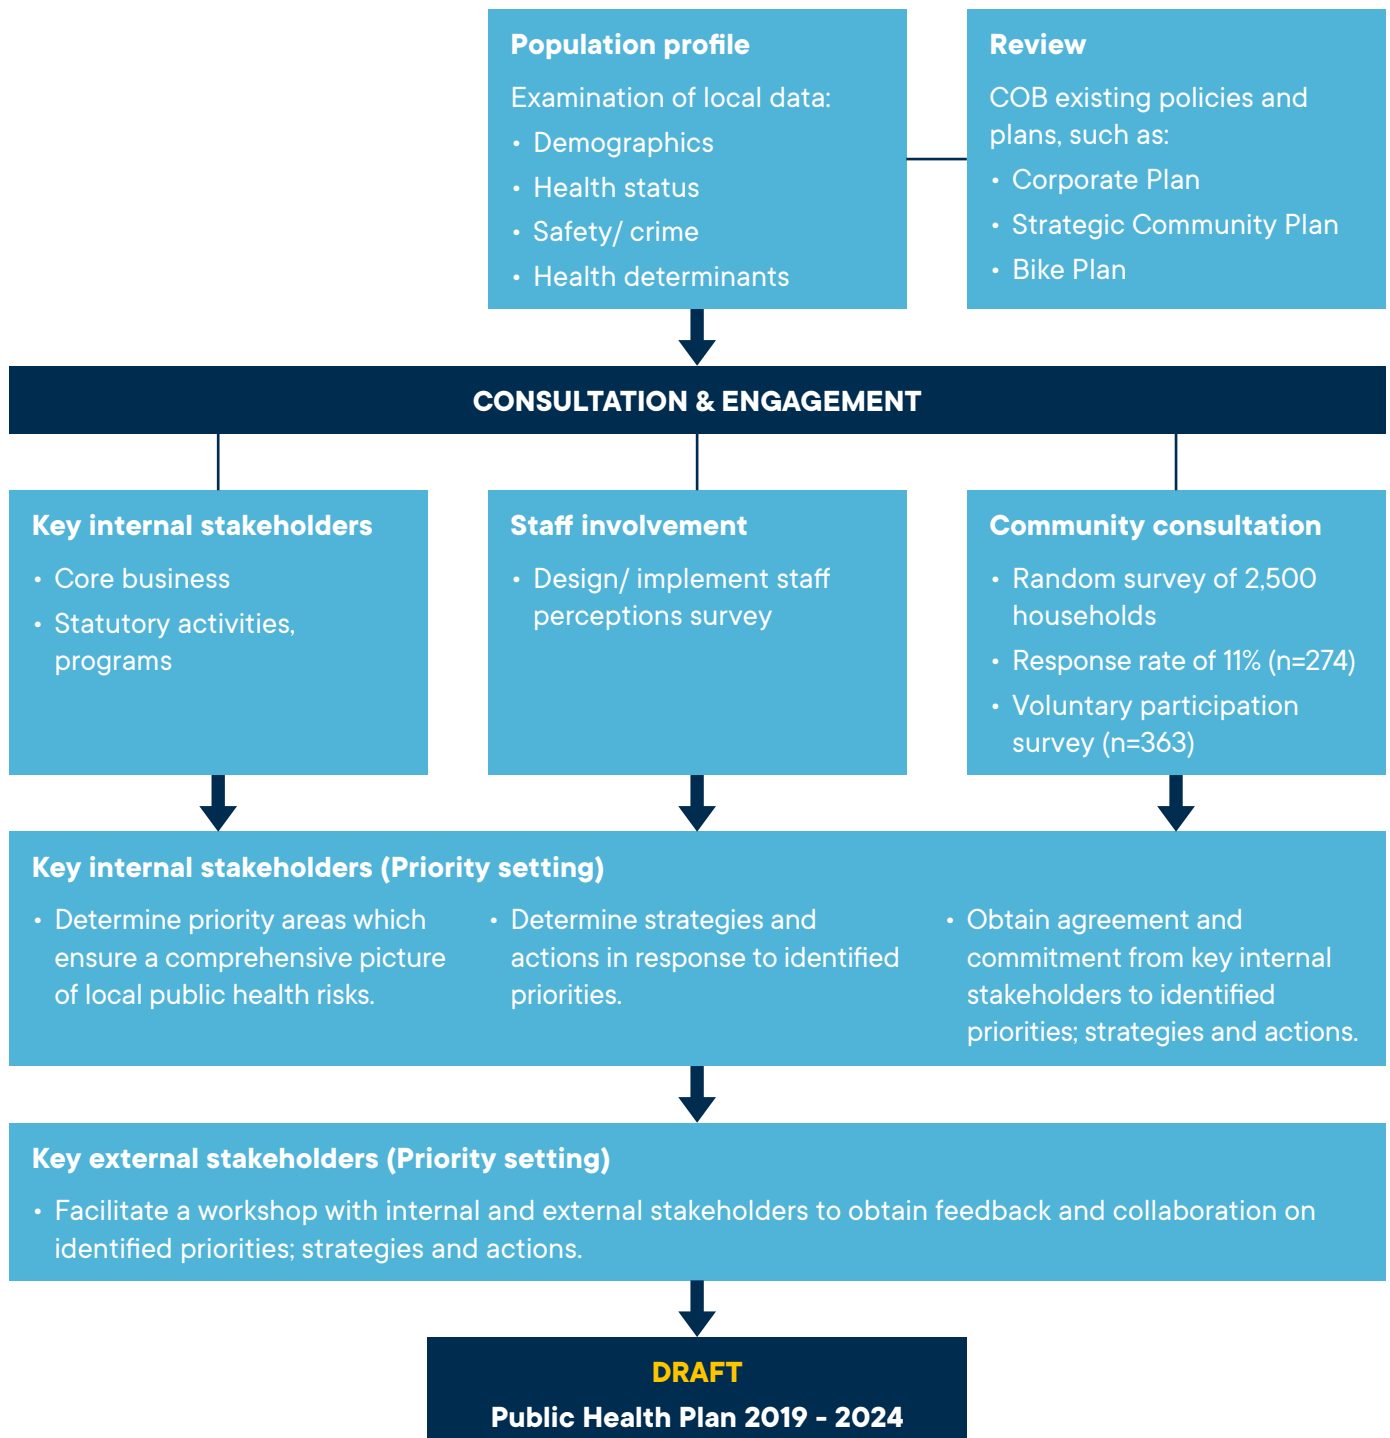 Population profile
Examination of local data:
• Demographics
• Health status
• Safety/ crime
• Health determinants
Review
COB existing policies and
plans, such as:
• Corporate Plan
• Strategic Community Plan
• Bike Plan
CONSULTATION & ENGAGEMENT
Key internal stakeholders
• Core business
• Statutory activities,
programs
Staff involvement
• Design/ implement staff
perceptions survey
Community consultation
• Random survey of 2,500
households
• Response rate of 11% (n=274)
• Voluntary participation
survey (n=363)
Key internal stakeholders (Priority setting)
• Determine priority areas which
ensure a comprehensive picture
of local public health risks.
• Determine strategies and
actions in response to identified
priorities.
• Obtain agreement and
commitment from key internal
stakeholders to identified
priorities; strategies and actions.
Key external stakeholders (Priority setting)
• Facilitate a workshop with internal and external stakeholders to obtain feedback and collaboration on
identified priorities; strategies and actions.
DRAFT
Public Health Plan 2019 - 2024